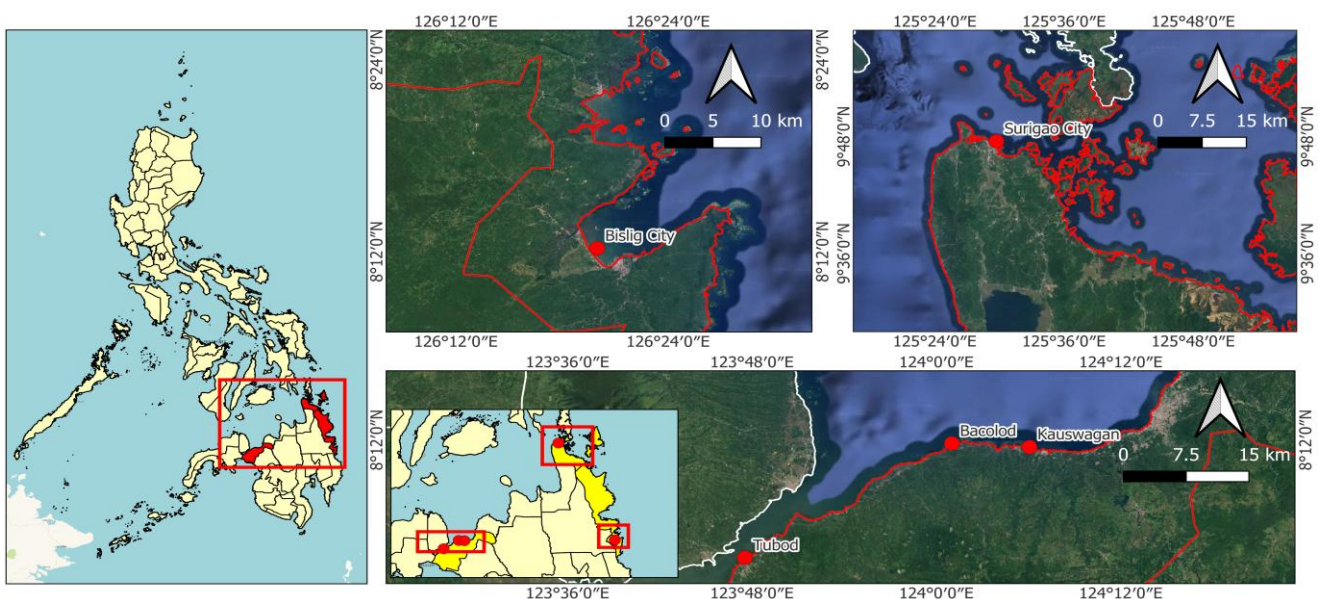 126°12′0″E 126°24′0″E
125°24′0″E 125°36′0″E 125°48′0″E
8°24′0″N
8°12′0″N
0 5 10 km
Bislig City
8°24′0″N
8°12′0″N
9°48′0″N
9°36′0″N
Surigao City
0 7.5 15 km
9°48′0″N
9°36′0″N
126°12′0″E 126°24′0″E
125°24′0″E 125°36′0″E 125°48′0″E
123°36′0″E 123°48′0″E 124°00′0″E 124°12′0″E
8°12′0″N
Bacolod
Kauswagan
Tubod
0 7.5 15 km
8°12′0″N
123°36′0″E 123°48′0″E 124°00′0″E 124°12′0″E